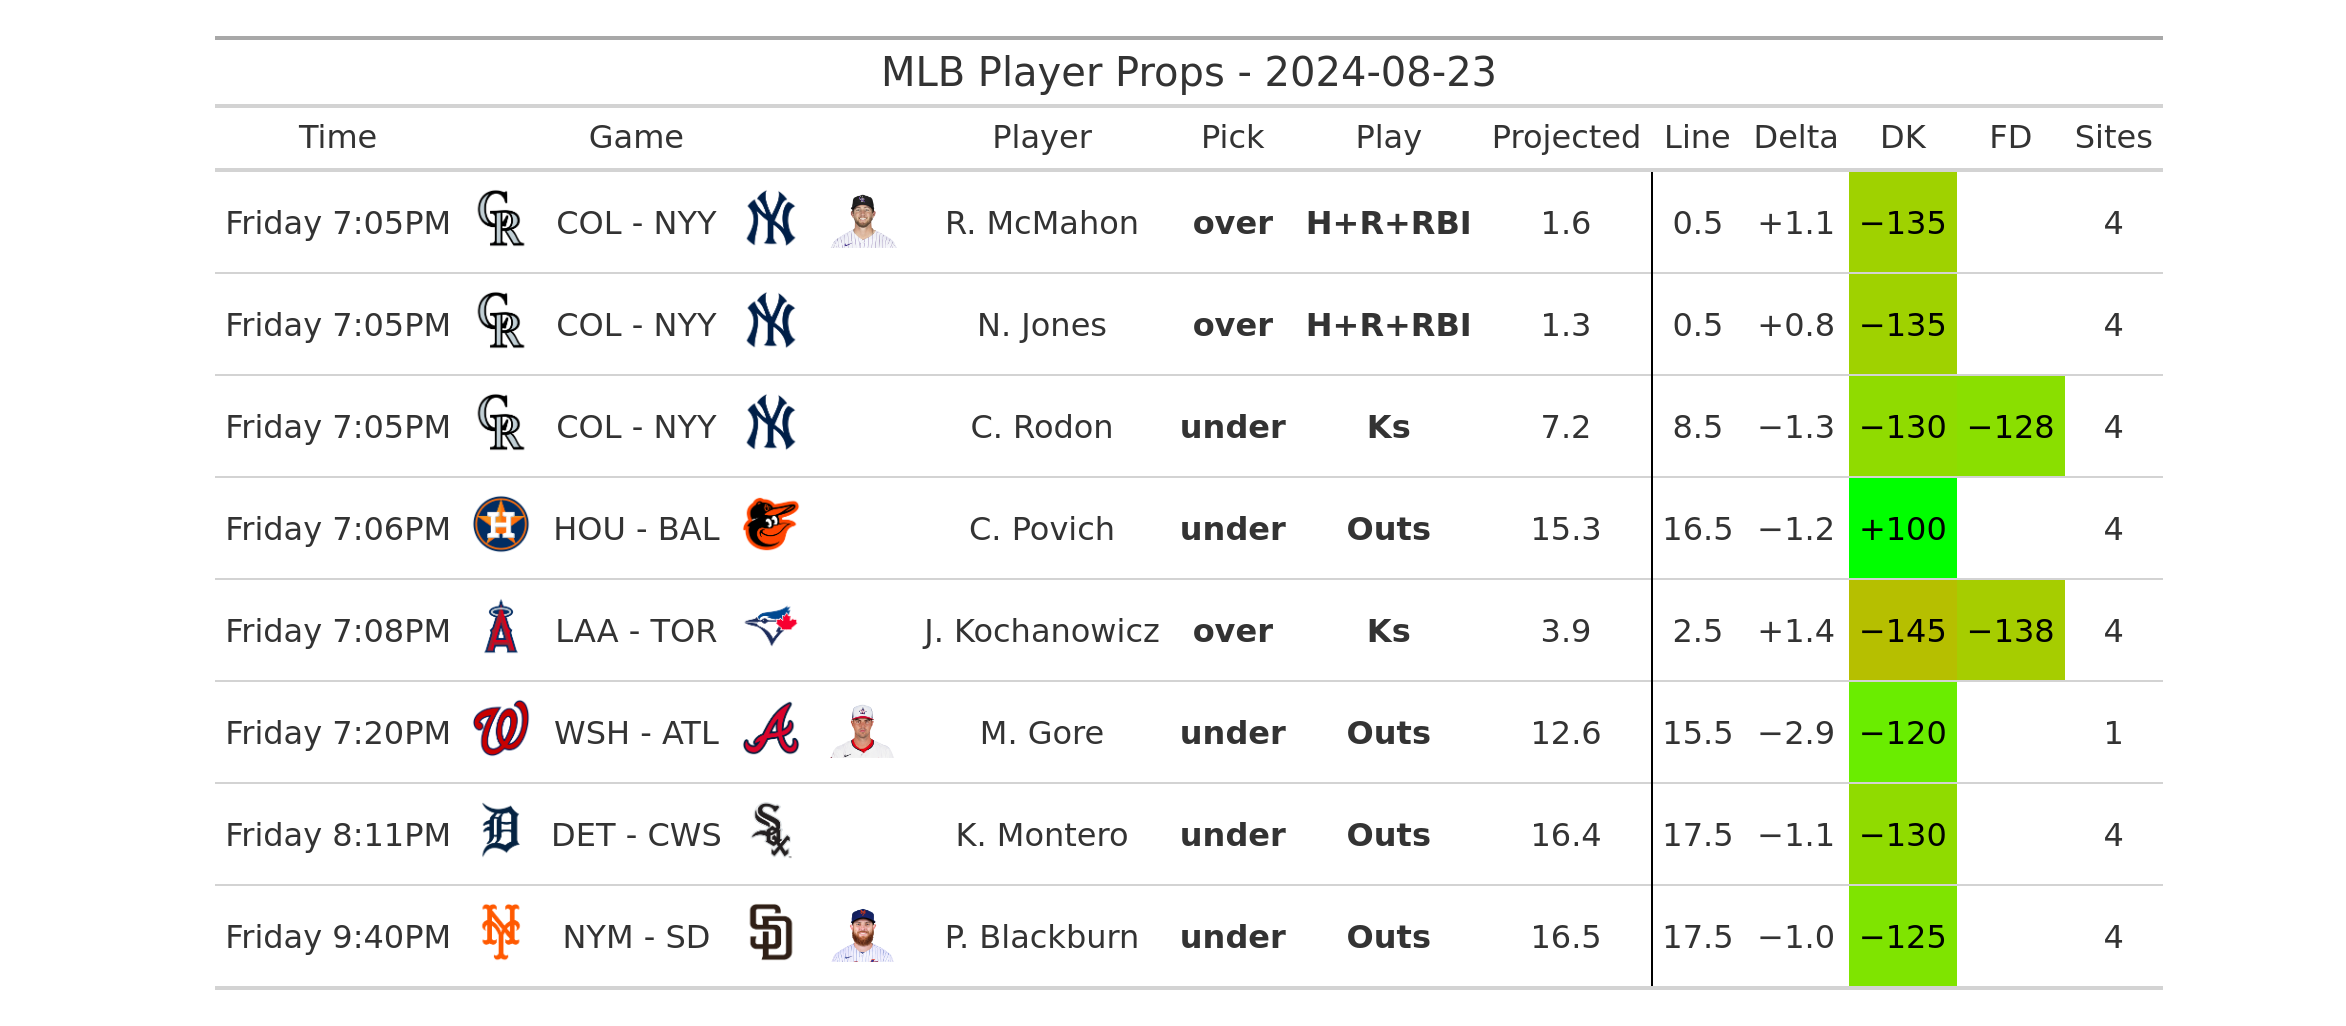 MLB Player Props - 2024-08-23
Time Game Player Pick Play Projected Line Delta DK FD Sites
Friday 7:05PM COL - NYY R. McMahon over H+R+RBI 1.6 0.5 +1.1 −135 4
Friday 7:05PM COL - NYY N. Jones over H+R+RBI 1.3 0.5 +0.8 −135 4
Friday 7:05PM COL - NYY C. Rodon under Ks 7.2 8.5 −1.3 −130 −128 4
Friday 7:06PM HOU - BAL C. Povich under Outs 15.3 16.5 −1.2 +100 4
Friday 7:08PM LAA - TOR J. Kochanowicz over Ks 3.9 2.5 +1.4 −145 −138 4
Friday 7:20PM WSH - ATL M. Gore under Outs 12.6 15.5 −2.9 −120 1
Friday 8:11PM DET - CWS K. Montero under Outs 16.4 17.5 −1.1 −130 4
Friday 9:40PM NYM - SD P. Blackburn under Outs 16.5 17.5 −1.0 −125 4